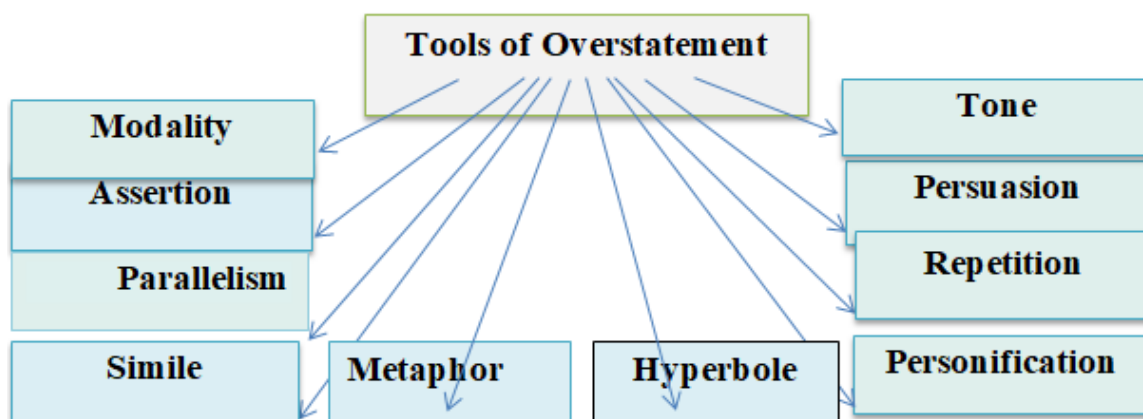 Tools of Overstatement
Modality
Tone
Assertion
Persuasion
Parallelism
Repetition
Simile
Metaphor
Hyperbole
Personification